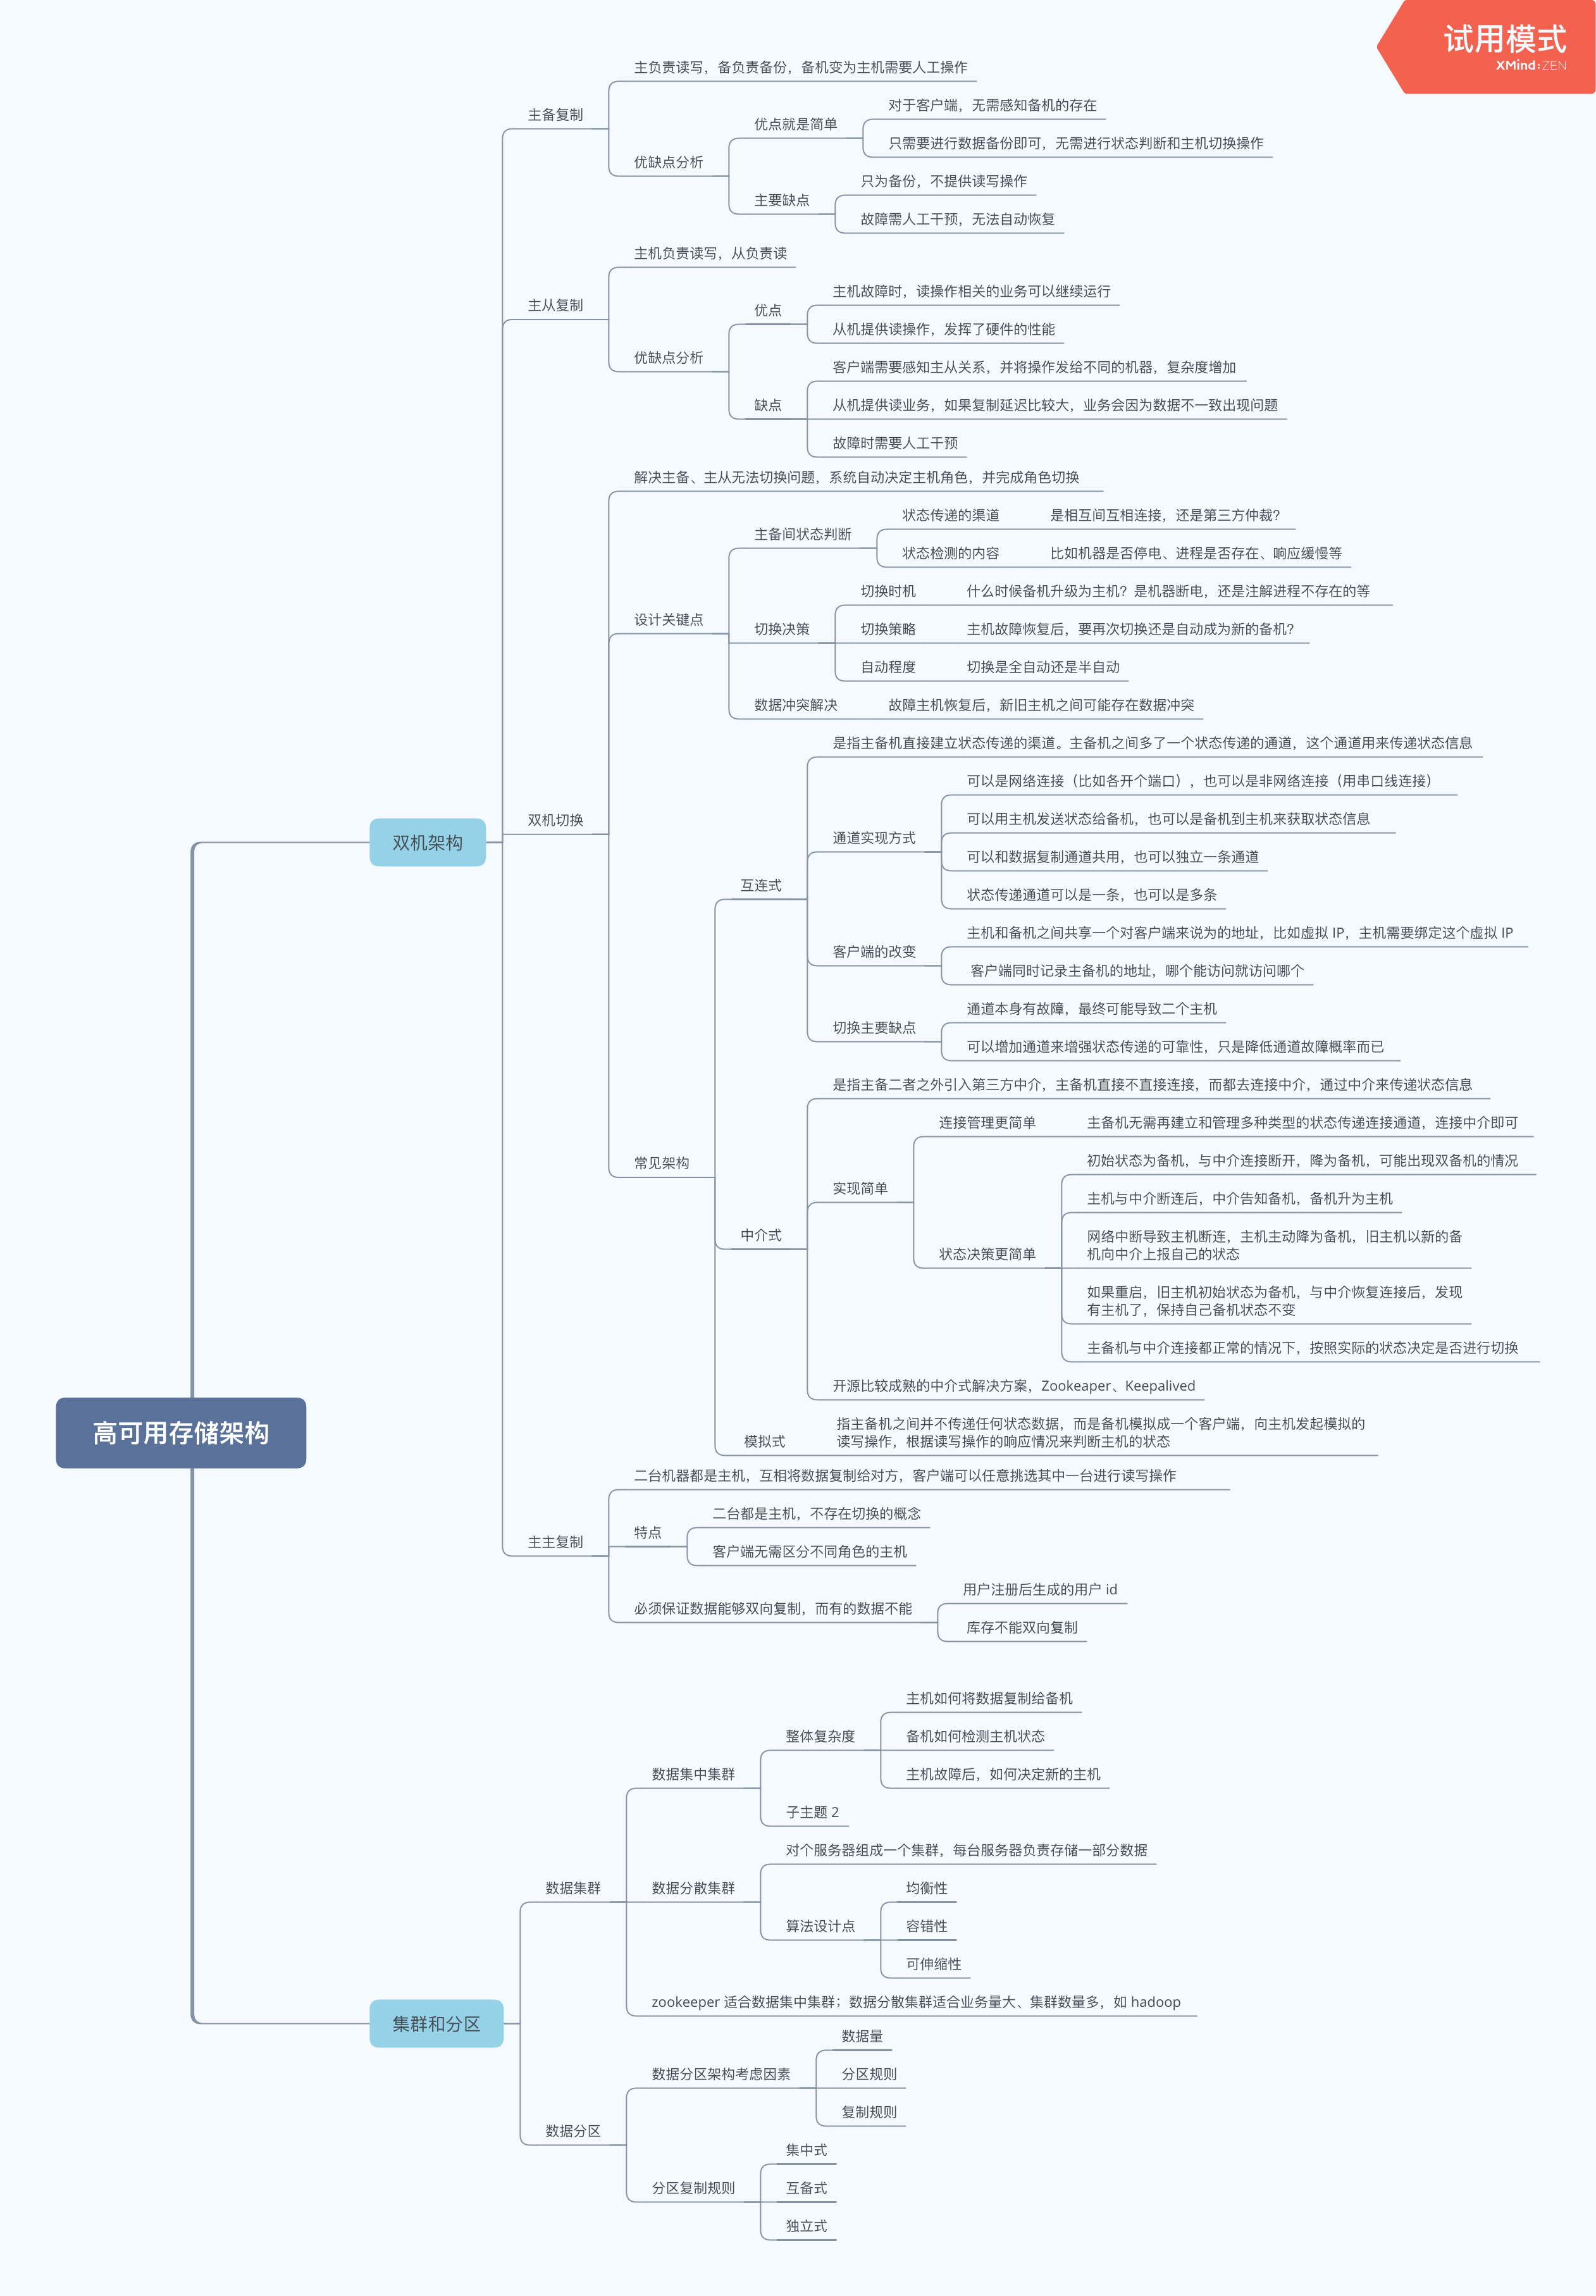 试用模式
XMind:ZEN
高可用存储架构
双机架构
主备复制
主负责读写，备负责备份，备机变为主机需要人工操作
优缺点分析
优点就是简单
对于客户端，无需感知备机的存在
只需要进行数据备份即可，无需进行状态判断和主机切换操作
主要缺点
只为备份，不提供读写操作
故障需人工干预，无法自动恢复
主从复制
主机负责读写，从负责读
优缺点分析
优点
主机故障时，读操作相关的业务可以继续运行
从机提供读操作，发挥了硬件的性能
缺点
客户端需要感知主从关系，并将操作发给不同的机器，复杂度增加
从机提供读业务，如果复制延迟比较大，业务会因为数据不一致出现问题
故障时需要人工干预
双机切换
解决主备、主从无法切换问题，系统自动决定主机角色，并完成角色切换
设计关键点
主备间状态判断
状态传递的渠道
是相互间互相连接，还是第三方仲裁？
状态检测的内容
比如机器是否停电、进程是否存在、响应缓慢等
切换决策
切换时机
什么时候备机升级为主机？是机器断电，还是注解进程不存在的等
切换策略
主机故障恢复后，要再次切换还是自动成为新的备机？
自动程度
切换是全自动还是半自动
数据冲突解决
故障主机恢复后，新旧主机之间可能存在数据冲突
常见架构
互连式
是指主备机直接建立状态传递的渠道。主备机之间多了一个状态传递的通道，这个通道用来传递状态信息
通道实现方式
可以是网络连接（比如各开个端口），也可以是非网络连接（用串口线连接）
可以用主机发送状态给备机，也可以是备机到主机来获取状态信息
可以和数据复制通道共用，也可以独立一条通道
状态传递通道可以是一条，也可以是多条
客户端的改变
主机和备机之间共享一个对客户端来说为的地址，比如虚拟 IP，主机需要绑定这个虚拟 IP
客户端同时记录主备机的地址，哪个能访问就访问哪个
切换主要缺点
通道本身有故障，最终可能导致二个主机
可以增加通道来增强状态传递的可靠性，只是降低通道故障概率而已
中介式
是指主备二者之外引入第三方中介，主备机直接不直接连接，而都去连接中介，通过中介来传递状态信息
实现简单
连接管理更简单
主备机无需再建立和管理多种类型的状态传递连接通道，连接中介即可
状态决策更简单
初始状态为备机，与中介连接断开，降为备机，可能出现双备机的情况
主机与中介断连后，中介告知备机，备机升为主机
网络中断导致主机断连，主机主动降为备机，旧主机以新的备
机向中介上报自己的状态
如果重启，旧主机初始状态为备机，与中介恢复连接后，发现
有主机了，保持自己备机状态不变
主备机与中介连接都正常的情况下，按照实际的状态决定是否进行切换
开源比较成熟的中介式解决方案，Zookeaper、Keepalived
模拟式
指主备机之间并不传递任何状态数据，而是备机模拟成一个客户端，向主机发起模拟的
读写操作，根据读写操作的响应情况来判断主机的状态
主主复制
二台机器都是主机，互相将数据复制给对方，客户端可以任意挑选其中一台进行读写操作
特点
二台都是主机，不存在切换的概念
客户端无需区分不同角色的主机
必须保证数据能够双向复制，而有的数据不能
用户注册后生成的用户 id
库存不能双向复制
集群和分区
数据集群
数据集中集群
整体复杂度
主机如何将数据复制给备机
备机如何检测主机状态
主机故障后，如何决定新的主机
子主题 2
数据分散集群
对个服务器组成一个集群，每台服务器负责存储一部分数据
算法设计点
均衡性
容错性
可伸缩性
zookeeper 适合数据集中集群；数据分散集群适合业务量大、集群数量多，如 hadoop
数据分区
数据分区架构考虑因素
数据量
分区规则
复制规则
分区复制规则
集中式
互备式
独立式